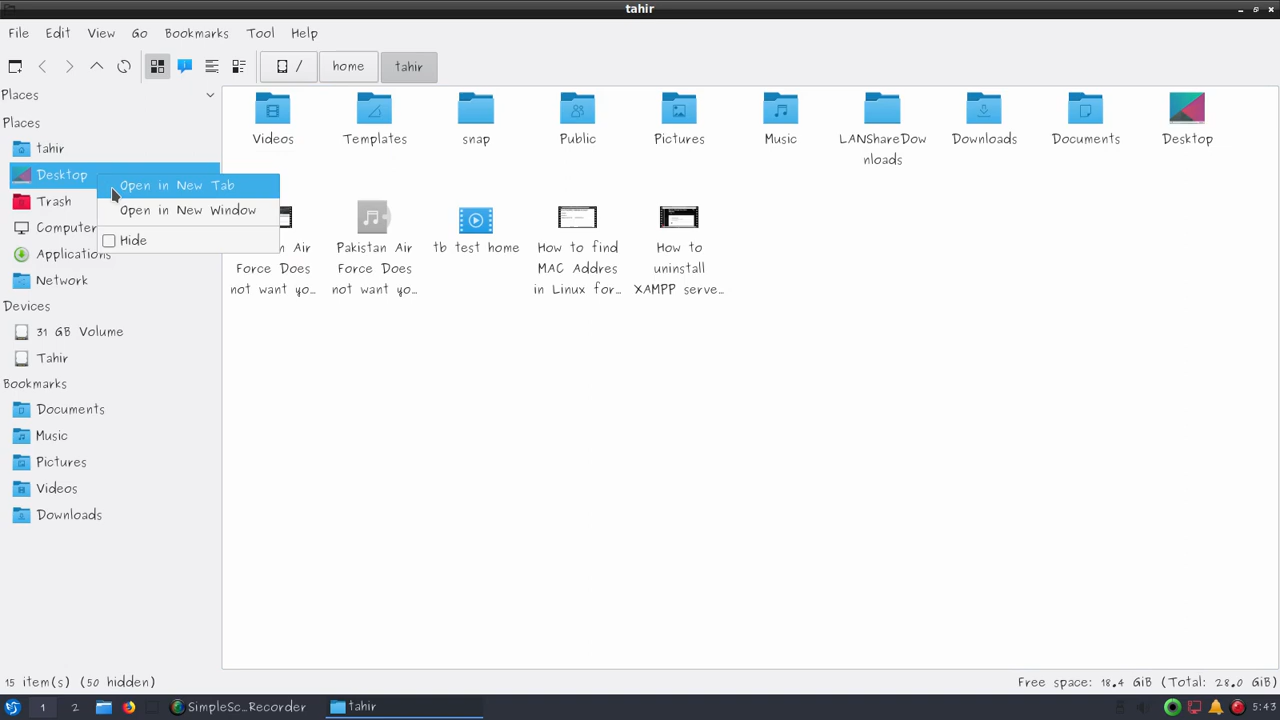 tahir
File Edit View Go Bookmarks Tool Help
/ home tahir
Places
Places
tahir
Desktop
Trash
Computer
Applications
Network
Devices
31 GB Volume
Tahir
Bookmarks
Documents
Music
Pictures
Videos
Downloads
Open in New Tab
Open in New Window
Hide
Videos Templates snap Public Pictures Music LANShareDow Downloads Documents Desktop
nloads
Air Pakistan Air tb test home How to find How to
Force Does Force Does MAC Addres uninstall
not want yo... not want yo... in Linux for... XAMPP serve...
15 item(s) (50 hidden) Free space: 18.4 GiB (Total: 28.0 GiB)
1 2 SimpleSc...Recorder tahir 5:43